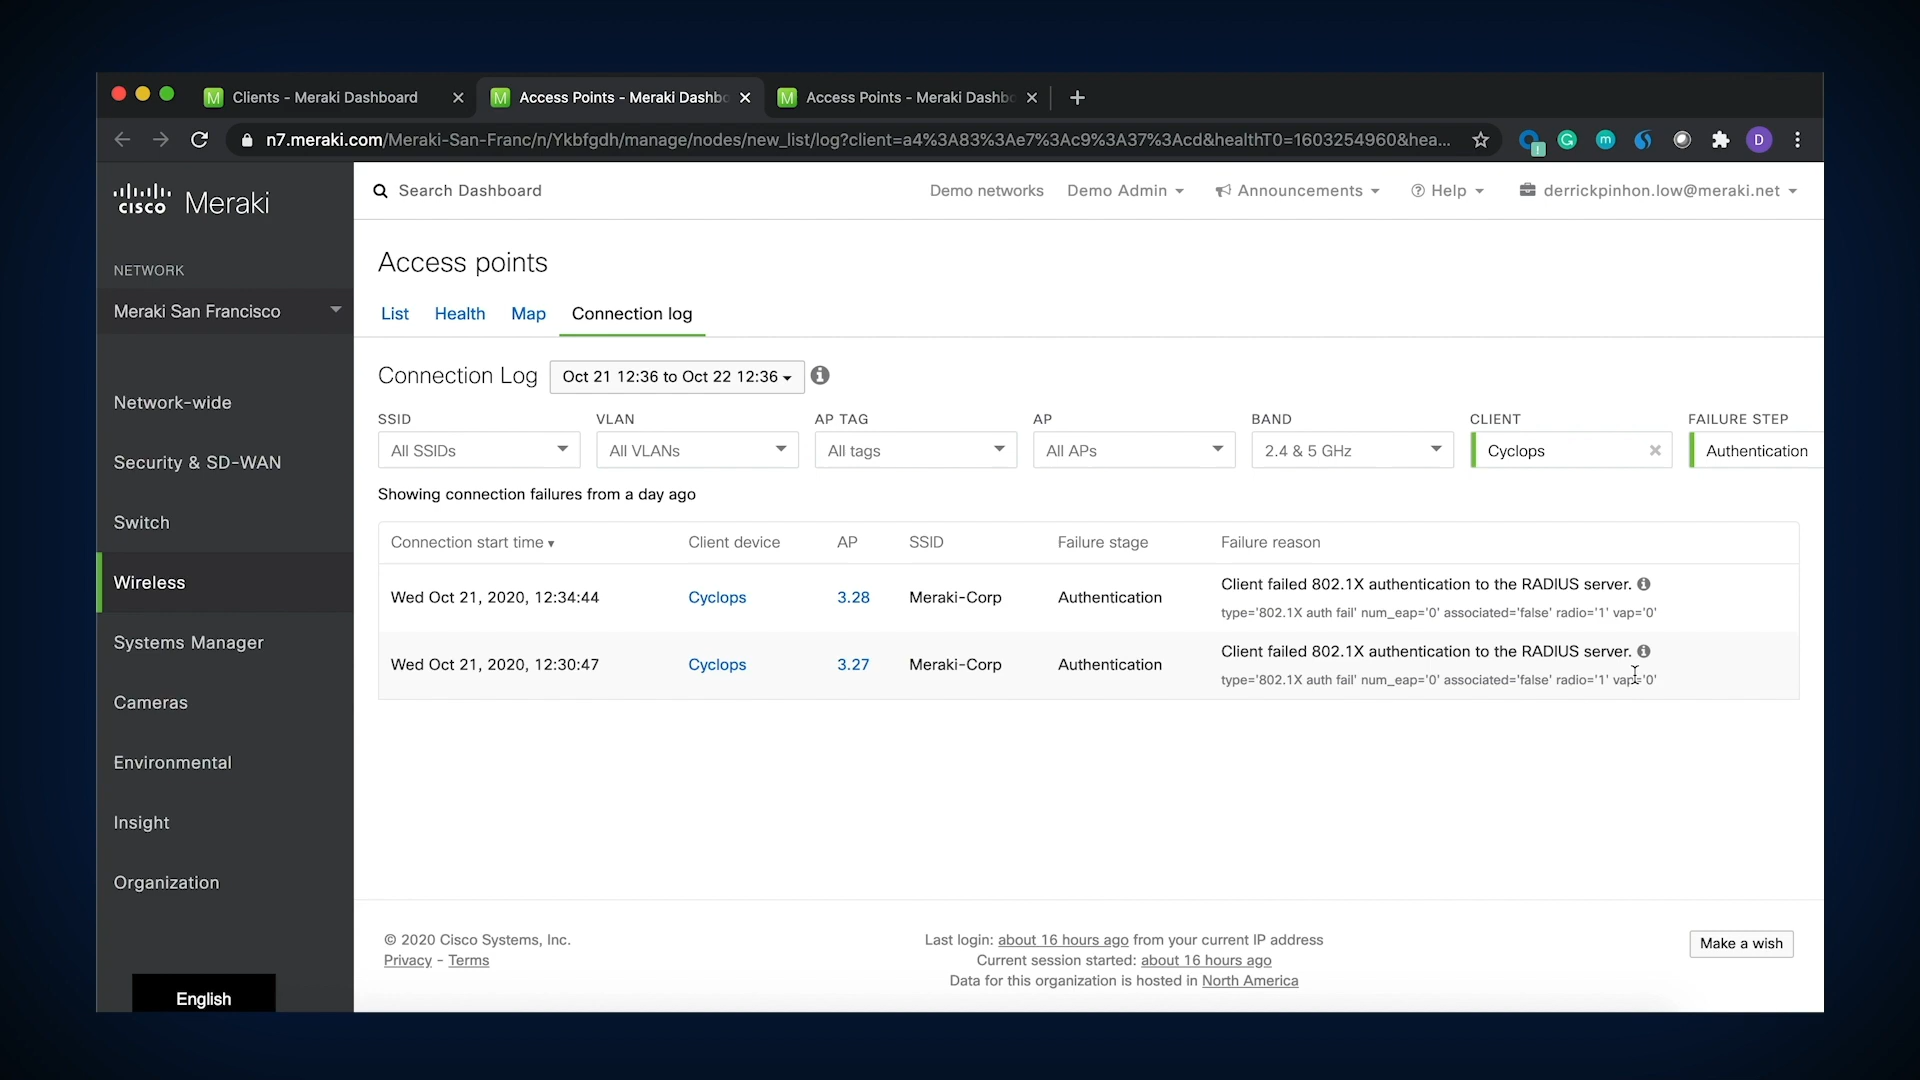 Clients - Meraki Dashboard
Access Points - Meraki Dashb
Access Points - Meraki Dashb
n7.meraki.com/Meraki-San-Franc/n/Ykbfgdh/manage/nodes/new_list/log?client=a4%3A83%3Ae7%3Ac9%3A37%3Acd&healthT0=1603254960&hea...
D
cisco Meraki
Search Dashboard
Demo networks
Demo Admin
Announcements
Help
derrickpinhon.low@meraki.net
NETWORK
Meraki San Francisco
Network-wide
Security & SD-WAN
Switch
Wireless
Systems Manager
Cameras
Environmental
Insight
Organization
English
Access points
List Health Map Connection log
Connection Log Oct 21 12:36 to Oct 22 12:36
SSID VLAN AP TAG AP BAND CLIENT FAILURE STEP
All SSIDs All VLANs All tags All APs 2.4 & 5 GHz Cyclops Authentication
Showing connection failures from a day ago
Connection start time Client device AP SSID Failure stage Failure reason
Wed Oct 21, 2020, 12:34:44 Cyclops 3.28 Meraki-Corp Authentication Client failed 802.1X authentication to the RADIUS server.
type='802.1X auth fail' num_eap='0' associated='false' radio='1' vap='0'
Wed Oct 21, 2020, 12:30:47 Cyclops 3.27 Meraki-Corp Authentication Client failed 802.1X authentication to the RADIUS server.
type='802.1X auth fail' num_eap='0' associated='false' radio='1' vap='0'
© 2020 Cisco Systems, Inc.
Privacy - Terms
Last login: about 16 hours ago from your current IP address
Current session started: about 16 hours ago
Data for this organization is hosted in North America
Make a wish